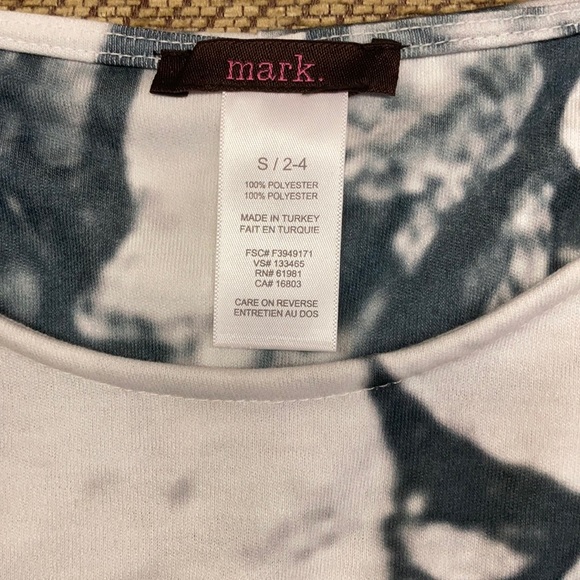 mark.
S / 2-4
100% POLYESTER
100% POLYESTER
MADE IN TURKEY
FAIT EN TURQUIE
FSC# F3949171
VS# 133465
RN# 61981
CA# 16803
CARE ON REVERSE
ENTRETIEN AU DOS